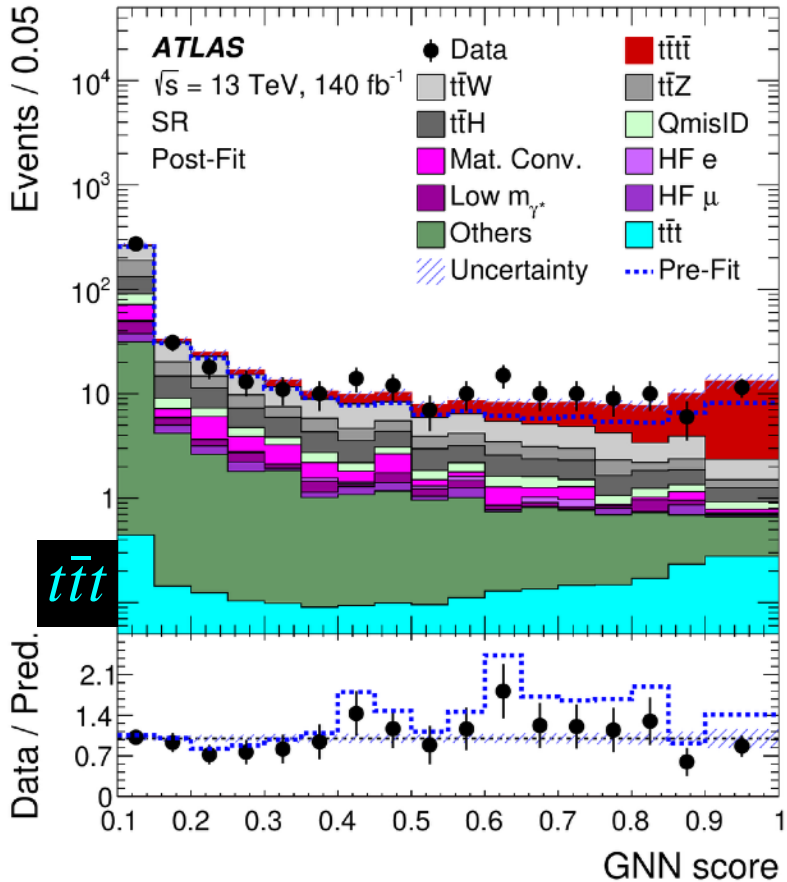 ATLAS
√s = 13 TeV, 140 fb⁻¹
SR
Post-Fit
Data
tt̄tt̄
tt̄W
tt̄Z
tt̄H
QmisID
Mat. Conv.
HF e
Low m_γ*
HF μ
Others
tt̄t
Uncertainty
Pre-Fit
Events / 0.05
10⁴
10³
10²
10
1
tt̄t
Data / Pred.
2.1
1.4
0.7
0
0.1 0.2 0.3 0.4 0.5 0.6 0.7 0.8 0.9 1
GNN score